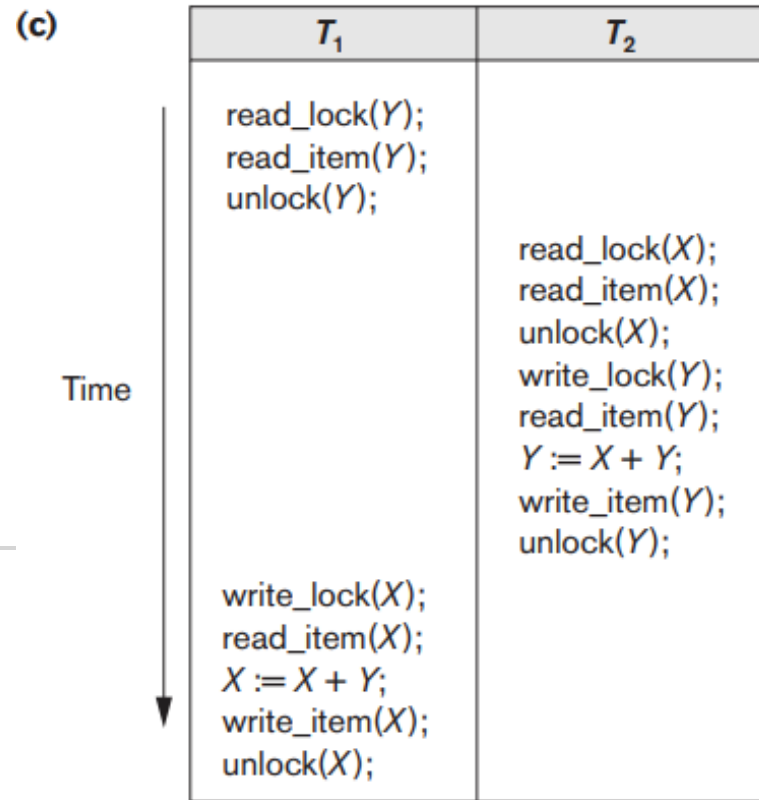 (c)
T₁ T₂
read_lock(Y);
read_item(Y);
unlock(Y);
read_lock(X);
read_item(X);
unlock(X);
write_lock(Y);
Time
read_item(Y);
Y := X + Y;
write_item(Y);
unlock(Y);
write_lock(X);
read_item(X);
X := X + Y;
write_item(X);
unlock(X);